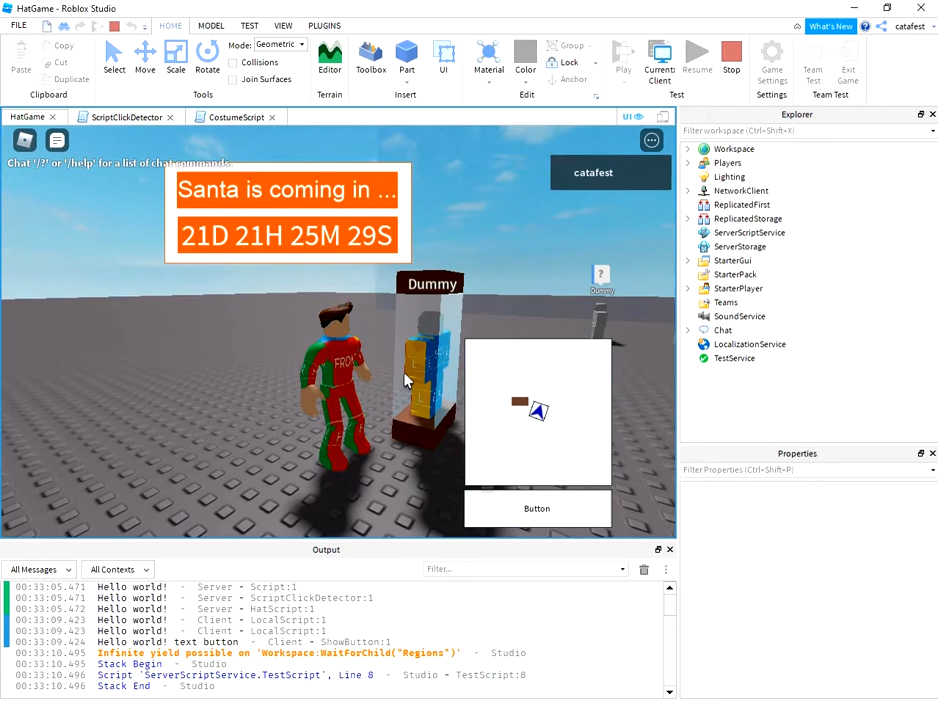 HatGame - Roblox Studio
FILE HOME MODEL TEST VIEW PLUGINS What's New catafest
Paste Copy Cut Duplicate
Clipboard
Select Move Scale Rotate Mode: Geometric Collisions Join Surfaces
Tools
Editor
Terrain
Toolbox Part UI
Insert
Material Color Group Lock Anchor
Edit
Play Current: Client Resume Stop
Test
Game Settings
Settings
Team Test Exit Game
Team Test
HatGame ScriptClickDetector CostumeScript UI
Chat '/?' or '/help' for a list of chat commands.
catafest
Santa is coming in ...
21D 21H 25M 29S
Dummy
?
Dummy
FRONT
Button
Explorer
Filter workspace (Ctrl+Shift+X)
Workspace
Players
Lighting
NetworkClient
ReplicatedFirst
ReplicatedStorage
ServerScriptService
ServerStorage
StarterGui
StarterPack
StarterPlayer
Teams
SoundService
Chat
LocalizationService
TestService
Properties
Filter Properties (Ctrl+Shift+P)
Output
All Messages All Contexts Filter...
00:33:05.471 Hello world! - Server - Script:1
00:33:05.471 Hello world! - Server - ScriptClickDetector:1
00:33:05.472 Hello world! - Server - HatScript:1
00:33:09.423 Hello world! - Client - LocalScript:1
00:33:09.423 Hello world! - Client - LocalScript:1
00:33:09.424 Hello world! text button - Client - ShowButton:1
00:33:10.495 Infinite yield possible on 'Workspace:WaitForChild("Regions")' - Studio
00:33:10.495 Stack Begin - Studio
00:33:10.496 Script 'ServerScriptService.TestScript', Line 8 - Studio - TestScript:8
00:33:10.496 Stack End - Studio